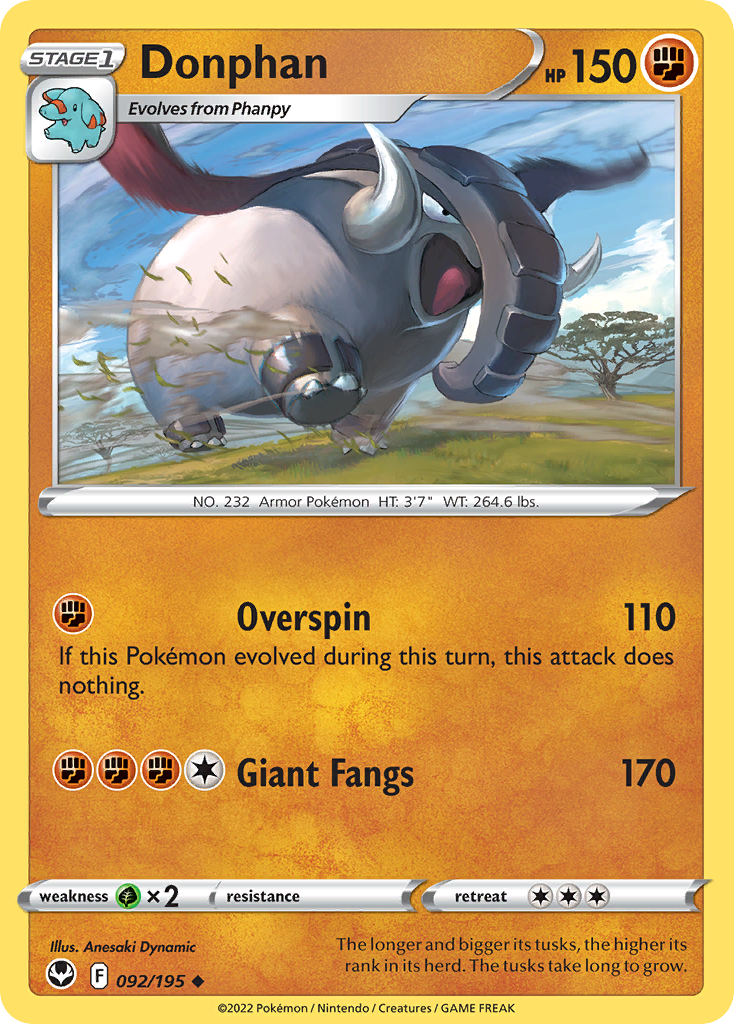 STAGE 1 Donphan HP 150
Evolves from Phanpy
NO. 232 Armor Pokémon HT: 3'7" WT: 264.6 lbs.
Overspin 110
If this Pokémon evolved during this turn, this attack does
nothing.
Giant Fangs 170
weakness ×2 resistance retreat
Illus. Anesaki Dynamic
The longer and bigger its tusks, the higher its
rank in its herd. The tusks take long to grow.
F 092/195
©2022 Pokémon / Nintendo / Creatures / GAME FREAK